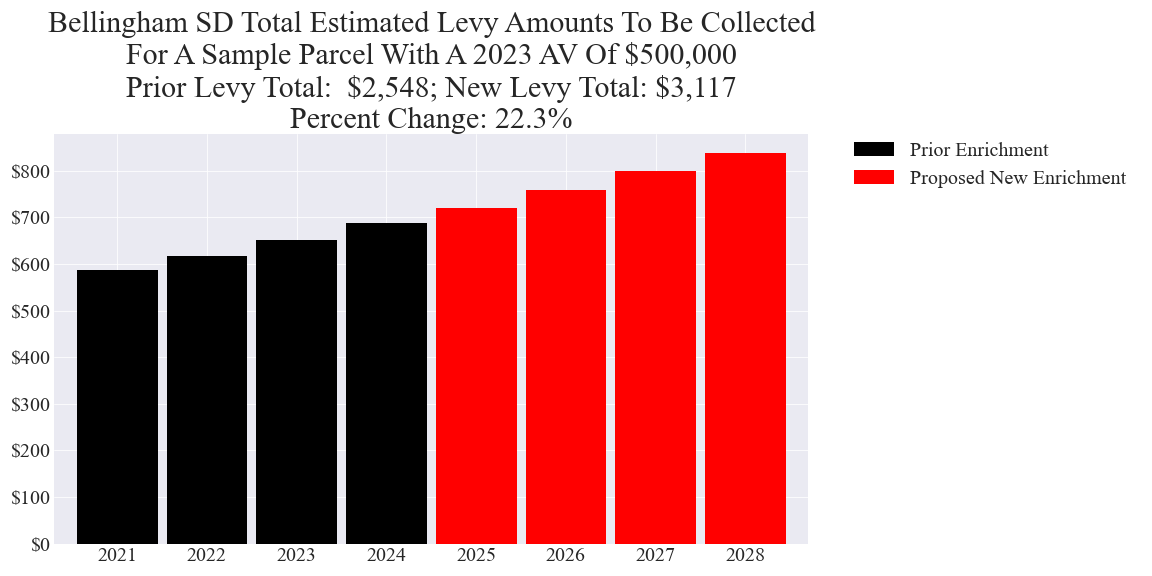 Bellingham SD Total Estimated Levy Amounts To Be Collected
For A Sample Parcel With A 2023 AV Of $500,000
Prior Levy Total:  $2,548; New Levy Total: $3,117
Percent Change: 22.3%
Prior Enrichment
Proposed New Enrichment
$800
$700
$600
$500
$400
$300
$200
$100
$0
2021 2022 2023 2024 2025 2026 2027 2028